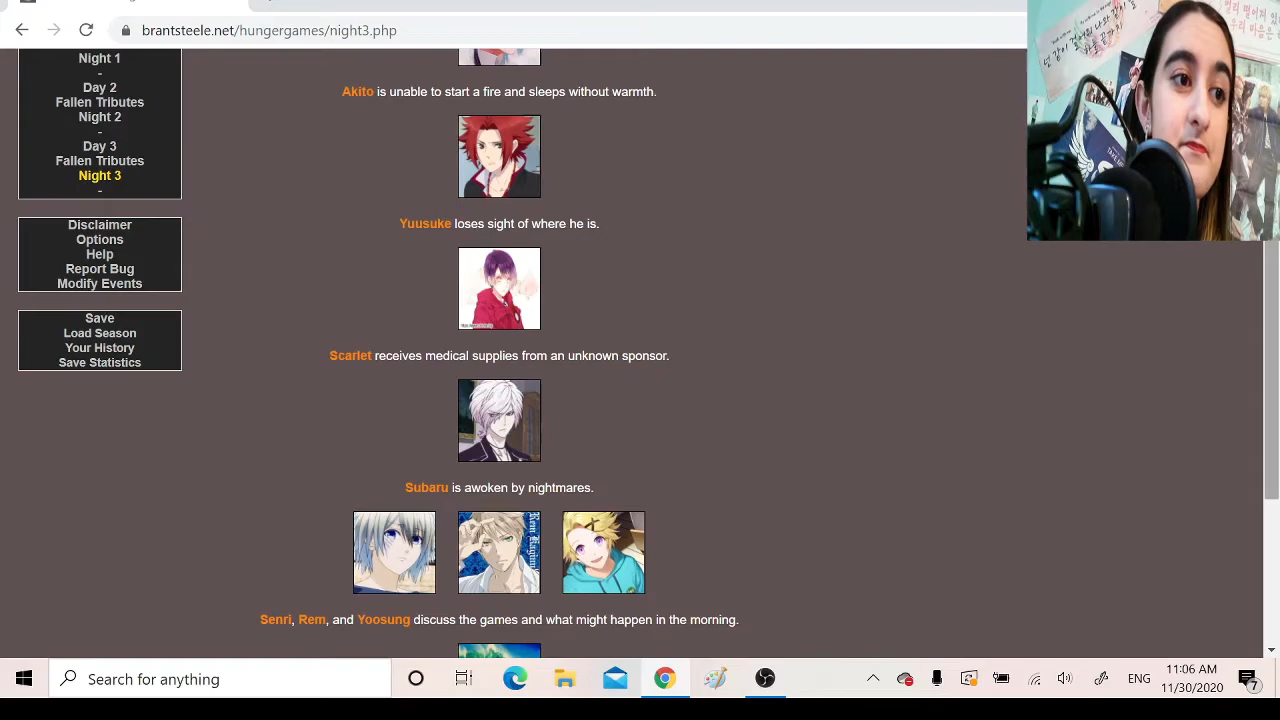 brantsteele.net/hungergames/night3.php
Night 1
-
Day 2
Fallen Tributes
Night 2
-
Day 3
Fallen Tributes
Night 3
-
Disclaimer
Options
Help
Report Bug
Modify Events
Save
Load Season
Your History
Save Statistics
Akito is unable to start a fire and sleeps without warmth.
Yuusuke loses sight of where he is.
Scarlet receives medical supplies from an unknown sponsor.
Subaru is awoken by nightmares.
Senri, Rem, and Yoosung discuss the games and what might happen in the morning.
Search for anything
ENG
11:06 AM
11/30/2020
7